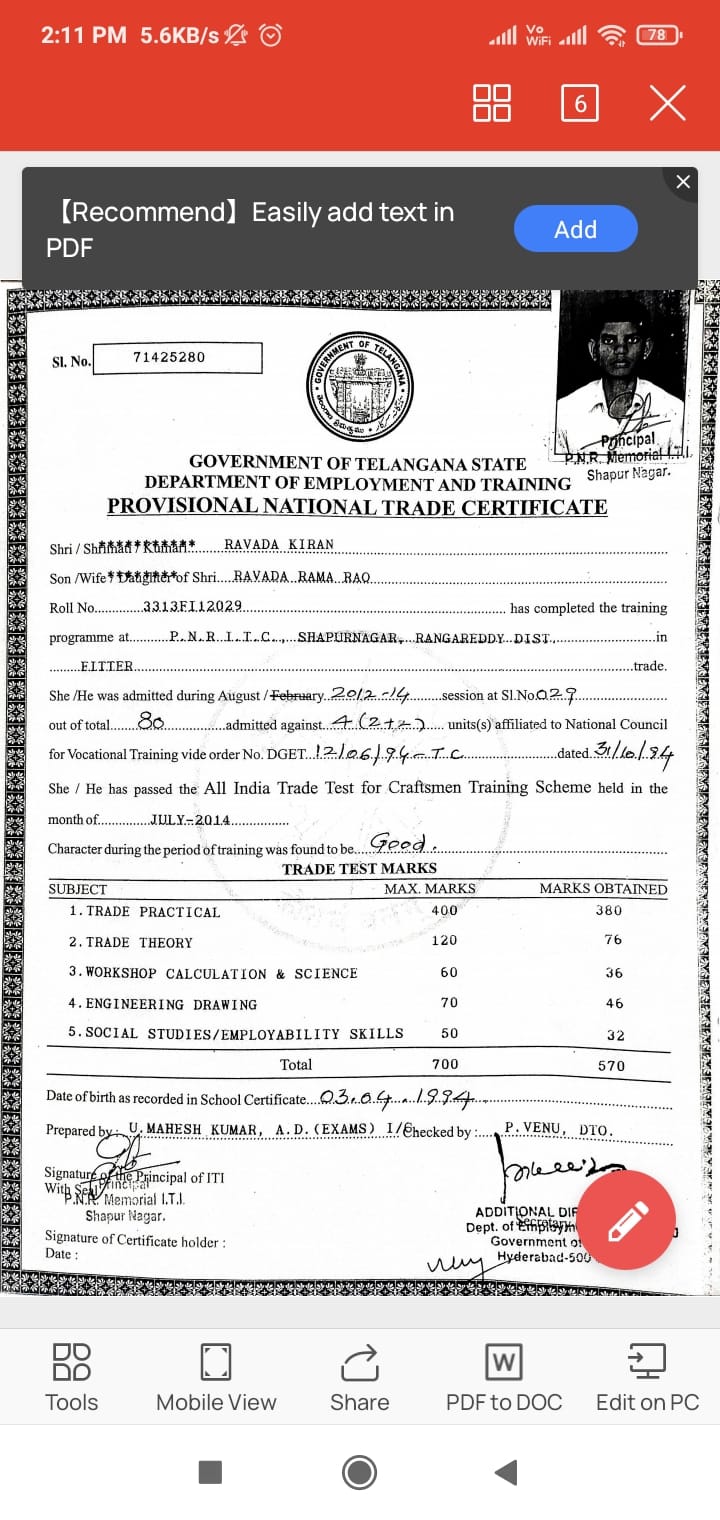 2:11 PM 5.6KB/s Vo WiFi 78
6
【Recommend】Easily add text in PDF
Add
Sl. No. 71425280
GOVERNMENT OF TELANGANA
Principal
P.N.R. Memorial I.T.I.
Shapur Nagar.
GOVERNMENT OF TELANGANA STATE
DEPARTMENT OF EMPLOYMENT AND TRAINING
PROVISIONAL NATIONAL TRADE CERTIFICATE
Shri / Shrimati / Kumari RAVADA KIRAN
Son /Wife Daughter of Shri....RAVADA RAMA RAO
Roll No. 3313FI12029 has completed the training
programme at P.N.R I.T.C., SHAPURNAGAR, RANGAREDDY DIST. in
FITTER trade.
She /He was admitted during August / February 2012-14 session at Sl.No. 029
out of total 80 admitted against 4(2+2) units(s) affiliated to National Council
for Vocational Training vide order No. DGET. 12/06/94-T.C. dated 31/10/94
She / He has passed the All India Trade Test for Craftsmen Training Scheme held in the
month of JULY-2014
Character during the period of training was found to be Good.
TRADE TEST MARKS
SUBJECT MAX. MARKS MARKS OBTAINED
1. TRADE PRACTICAL 400 380
2. TRADE THEORY 120 76
3. WORKSHOP CALCULATION & SCIENCE 60 36
4. ENGINEERING DRAWING 70 46
5. SOCIAL STUDIES/EMPLOYABILITY SKILLS 50 32
Total 700 570
Date of birth as recorded in School Certificate 03.04.1994
Prepared by: U. MAHESH KUMAR, A.D.(EXAMS) I/ Checked by : P. VENU, DTO.
Signature of the Principal of ITI
With Seal Principal
P.N.R. Memorial I.T.I.
Shapur Nagar.
ADDITIONAL DIR
Secretary
Dept. of Employm
Government of
Hyderabad-500
Signature of Certificate holder :
Date :
Tools Mobile View Share PDF to DOC Edit on PC
W